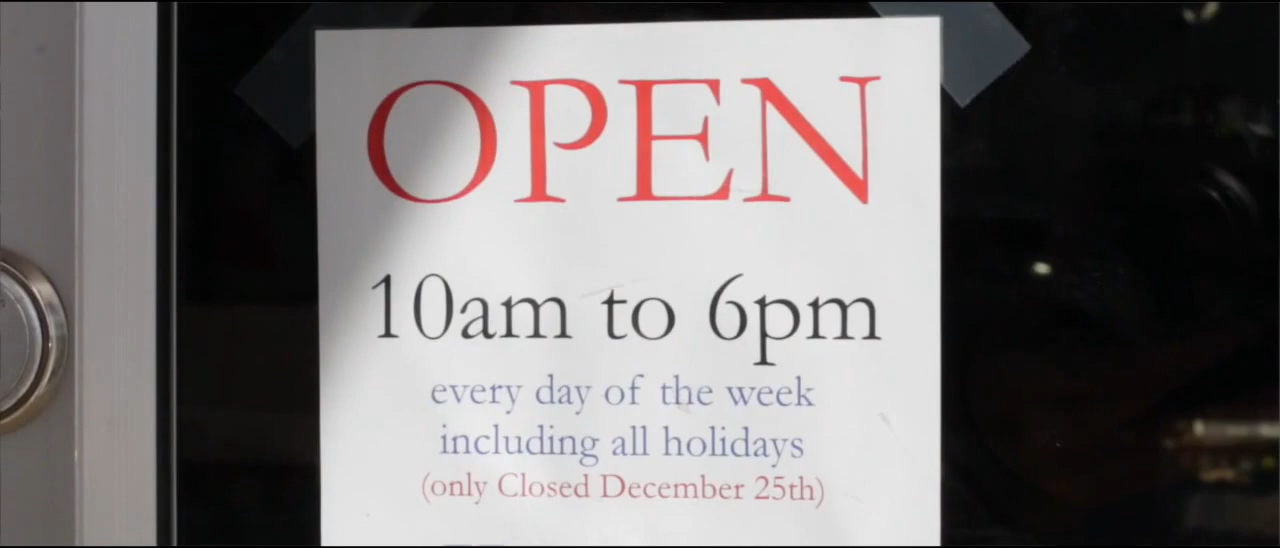 OPEN
10am to 6pm
every day of the week
including all holidays
(only Closed December 25th)